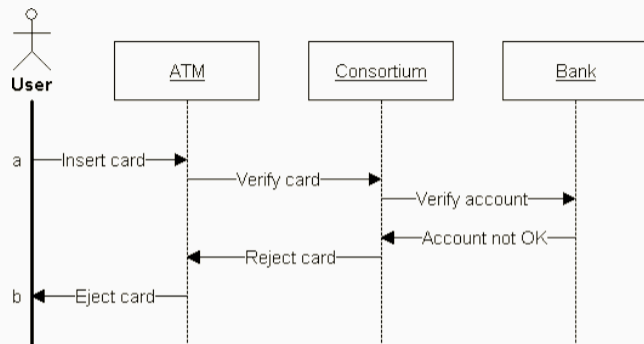 User
ATM
Consortium
Bank
a
Insert card
Verify card
Verify account
Account not OK
Reject card
b
Eject card